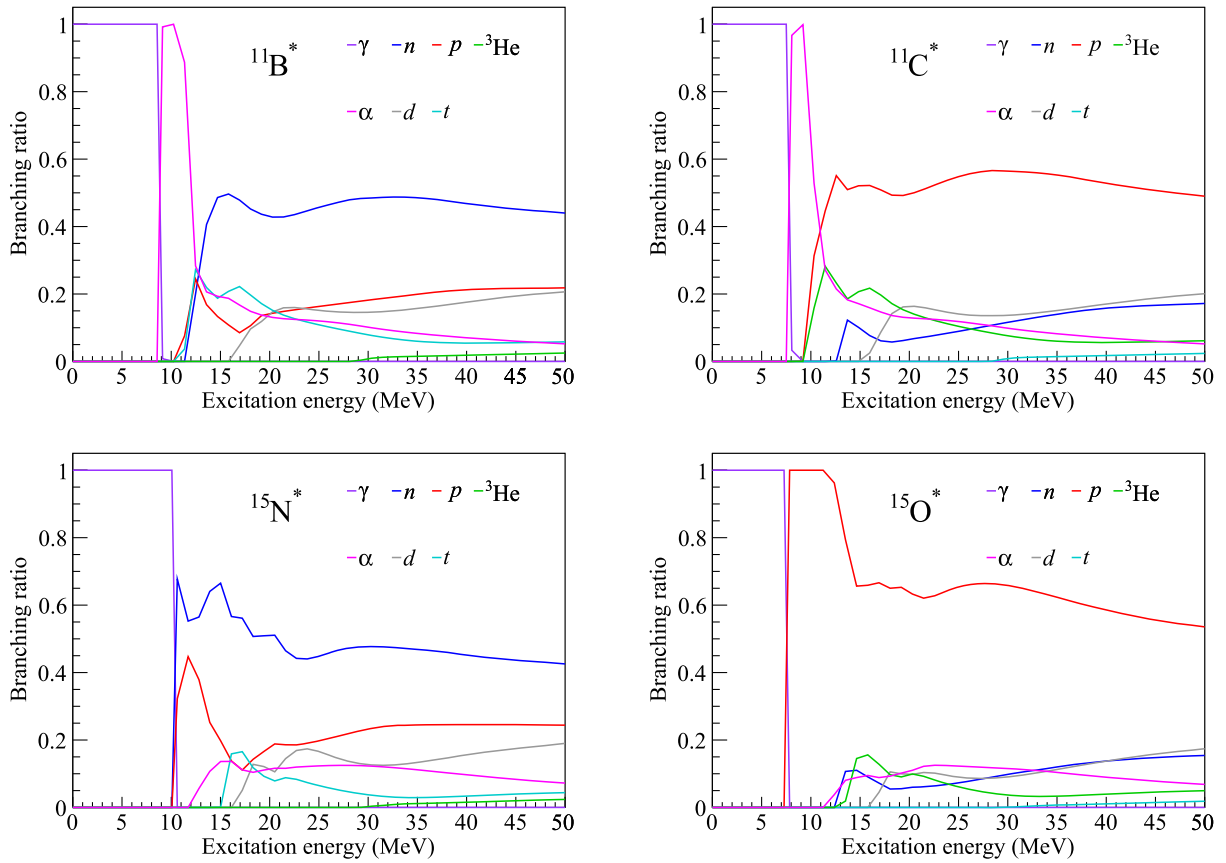 ¹¹B* γ n p ³He
α d t
Branching ratio
1
0.8
0.6
0.4
0.2
0
0 5 10 15 20 25 30 35 40 45 50
Excitation energy (MeV)
¹¹C* γ n p ³He
α d t
Branching ratio
1
0.8
0.6
0.4
0.2
0
0 5 10 15 20 25 30 35 40 45 50
Excitation energy (MeV)
¹⁵N* γ n p ³He
α d t
Branching ratio
1
0.8
0.6
0.4
0.2
0
0 5 10 15 20 25 30 35 40 45 50
Excitation energy (MeV)
¹⁵O* γ n p ³He
α d t
Branching ratio
1
0.8
0.6
0.4
0.2
0
0 5 10 15 20 25 30 35 40 45 50
Excitation energy (MeV)